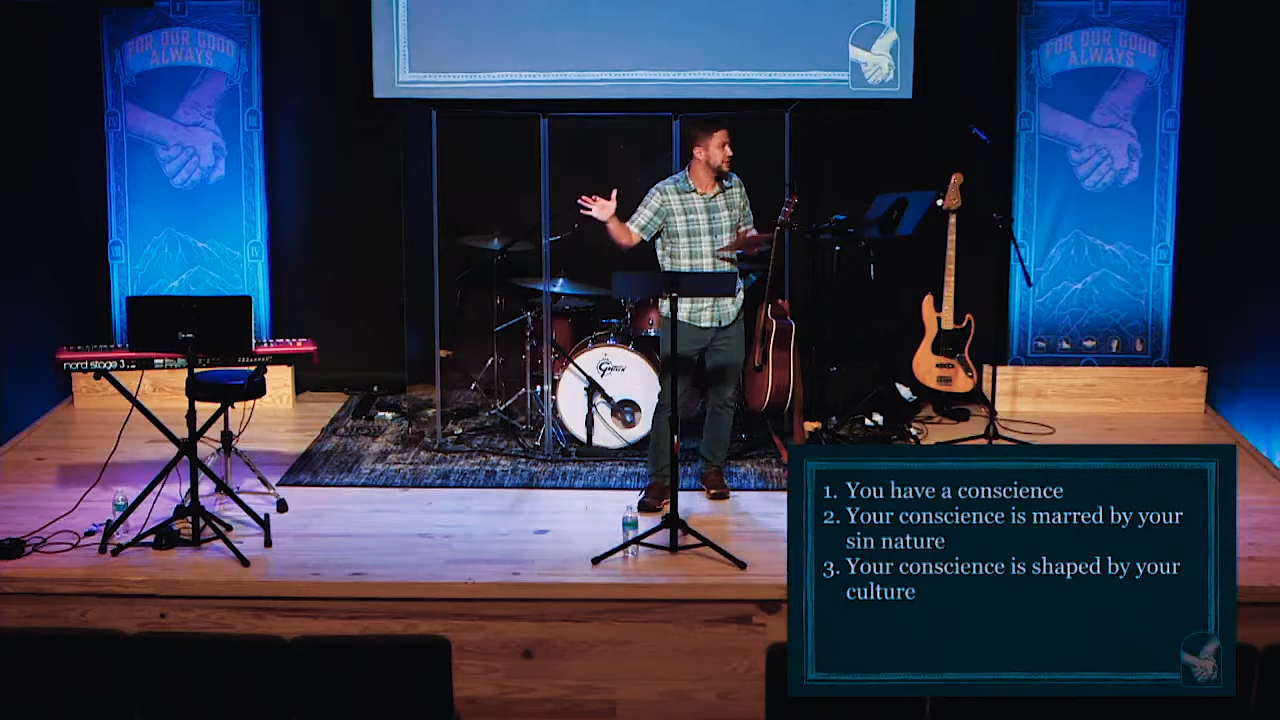 FOR OUR GOOD
ALWAYS
FOR OUR GOOD
ALWAYS
nord stage 3
Gretsch
1. You have a conscience
2. Your conscience is marred by your
sin nature
3. Your conscience is shaped by your
culture